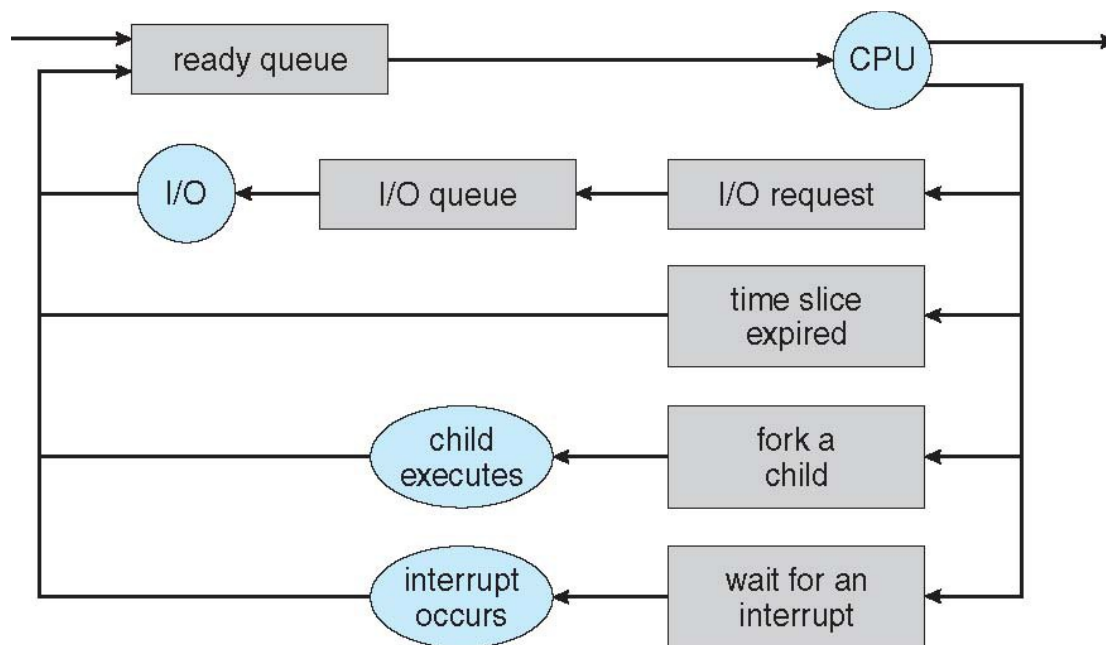 ready queue
CPU
I/O
I/O queue
I/O request
time slice
expired
child
executes
fork a
child
interrupt
occurs
wait for an
interrupt